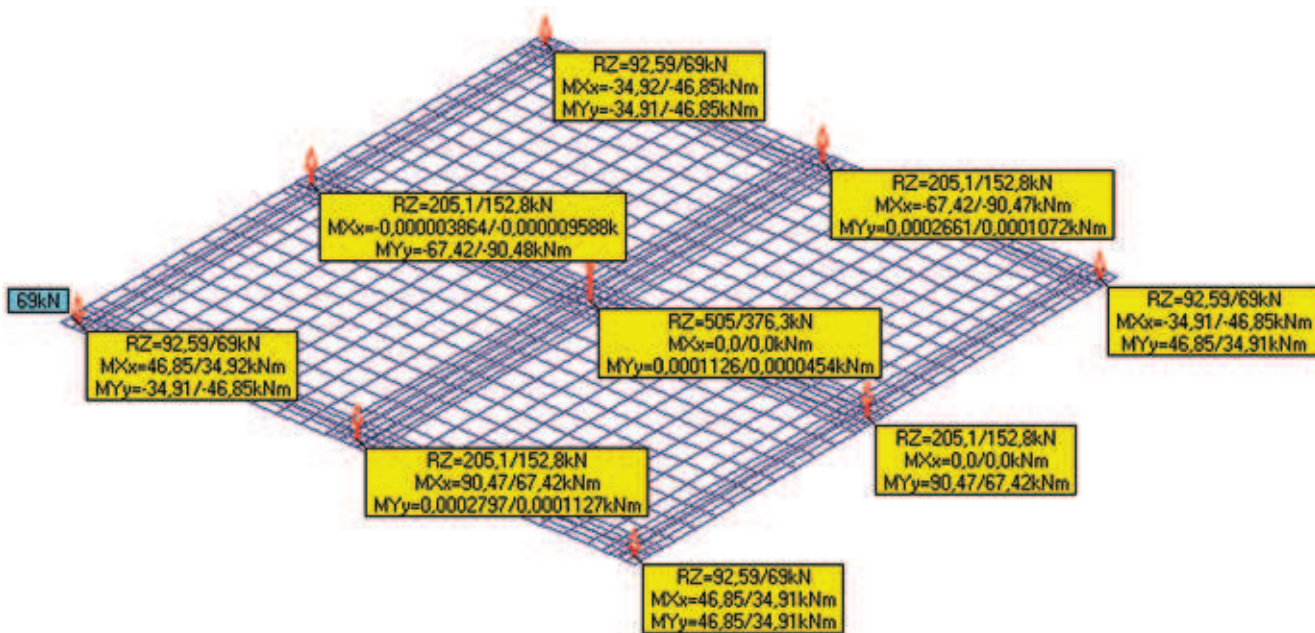 RZ=92,59/69kN
MXx=-34,92/-46,85kNm
MYy=-34,91/-46,85kNm
RZ=205,1/152,8kN
MXx=-0,000003864/-0,000009588k
MYy=-67,42/-90,48kNm
RZ=205,1/152,8kN
MXx=-67,42/-90,47kNm
MYy=0,0002661/0,0001072kNm
69kN
RZ=92,59/69kN
MXx=46,85/34,92kNm
MYy=-34,91/-46,85kNm
RZ=505/376,3kN
MXx=0,0/0,0kNm
MYy=0,0001126/0,0000454kNm
RZ=92,59/69kN
MXx=-34,91/-46,85kNm
MYy=46,85/34,91kNm
RZ=205,1/152,8kN
MXx=90,47/67,42kNm
MYy=0,0002797/0,0001127kNm
RZ=205,1/152,8kN
MXx=0,0/0,0kNm
MYy=90,47/67,42kNm
RZ=92,59/69kN
MXx=46,85/34,91kNm
MYy=46,85/34,91kNm